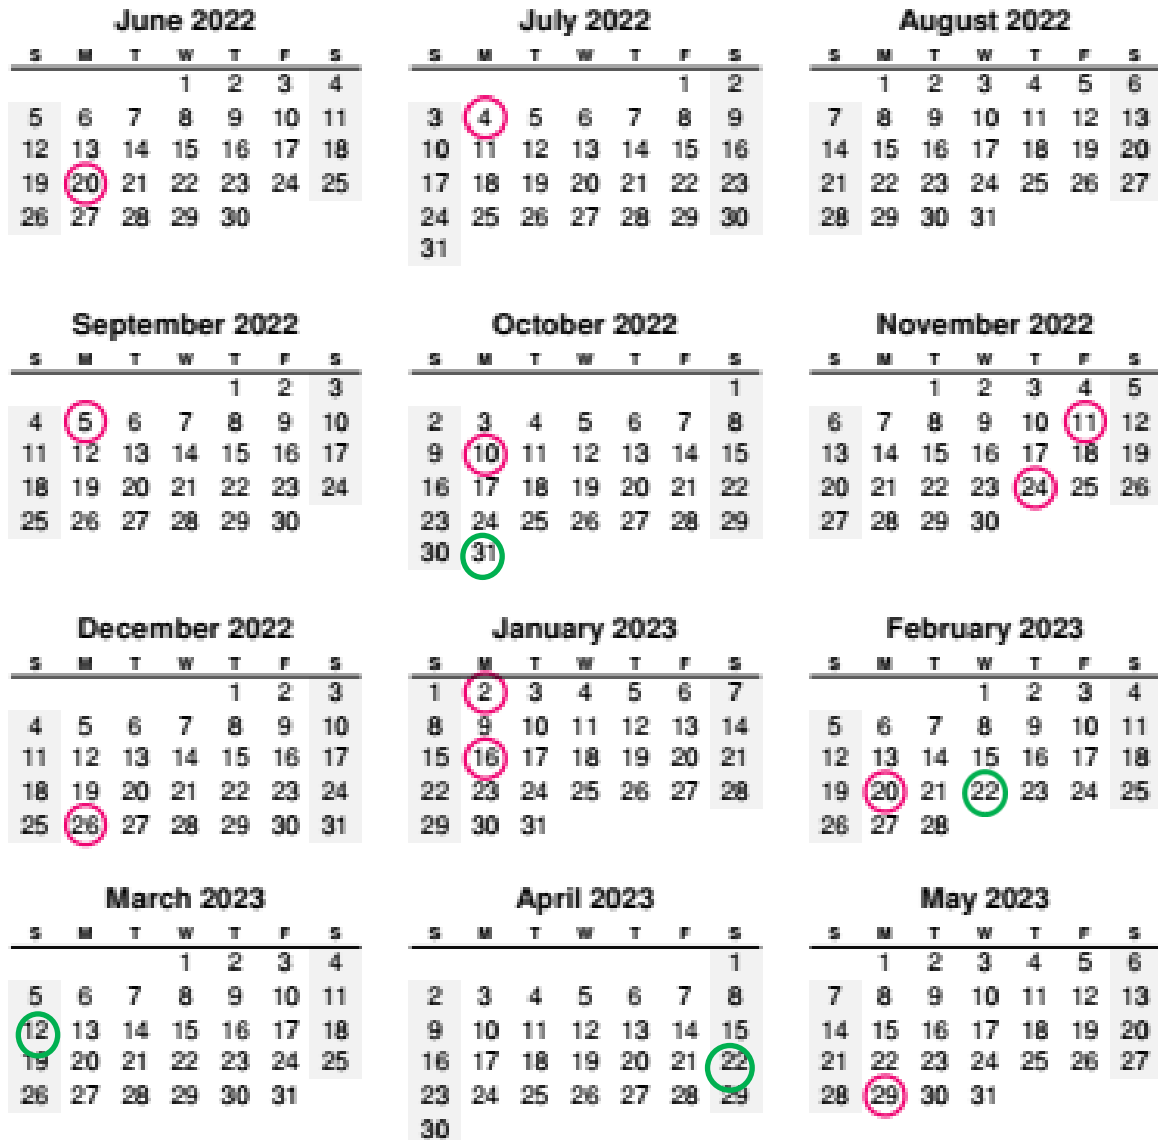 June 2022
S M T W T F S
1 2 3 4
5 6 7 8 9 10 11
12 13 14 15 16 17 18
19 20 21 22 23 24 25
26 27 28 29 30
July 2022
S M T W T F S
1 2
3 4 5 6 7 8 9
10 11 12 13 14 15 16
17 18 19 20 21 22 23
24 25 26 27 28 29 30
31
August 2022
S M T W T F S
1 2 3 4 5 6
7 8 9 10 11 12 13
14 15 16 17 18 19 20
21 22 23 24 25 26 27
28 29 30 31
September 2022
S M T W T F S
1 2 3
4 5 6 7 8 9 10
11 12 13 14 15 16 17
18 19 20 21 22 23 24
25 26 27 28 29 30
October 2022
S M T W T F S
1
2 3 4 5 6 7 8
9 10 11 12 13 14 15
16 17 18 19 20 21 22
23 24 25 26 27 28 29
30 31
November 2022
S M T W T F S
1 2 3 4 5
6 7 8 9 10 11 12
13 14 15 16 17 18 19
20 21 22 23 24 25 26
27 28 29 30
December 2022
S M T W T F S
1 2 3
4 5 6 7 8 9 10
11 12 13 14 15 16 17
18 19 20 21 22 23 24
25 26 27 28 29 30 31
January 2023
S M T W T F S
1 2 3 4 5 6 7
8 9 10 11 12 13 14
15 16 17 18 19 20 21
22 23 24 25 26 27 28
29 30 31
February 2023
S M T W T F S
1 2 3 4
5 6 7 8 9 10 11
12 13 14 15 16 17 18
19 20 21 22 23 24 25
26 27 28
March 2023
S M T W T F S
1 2 3 4
5 6 7 8 9 10 11
12 13 14 15 16 17 18
19 20 21 22 23 24 25
26 27 28 29 30 31
April 2023
S M T W T F S
1
2 3 4 5 6 7 8
9 10 11 12 13 14 15
16 17 18 19 20 21 22
23 24 25 26 27 28 29
30
May 2023
S M T W T F S
1 2 3 4 5 6
7 8 9 10 11 12 13
14 15 16 17 18 19 20
21 22 23 24 25 26 27
28 29 30 31